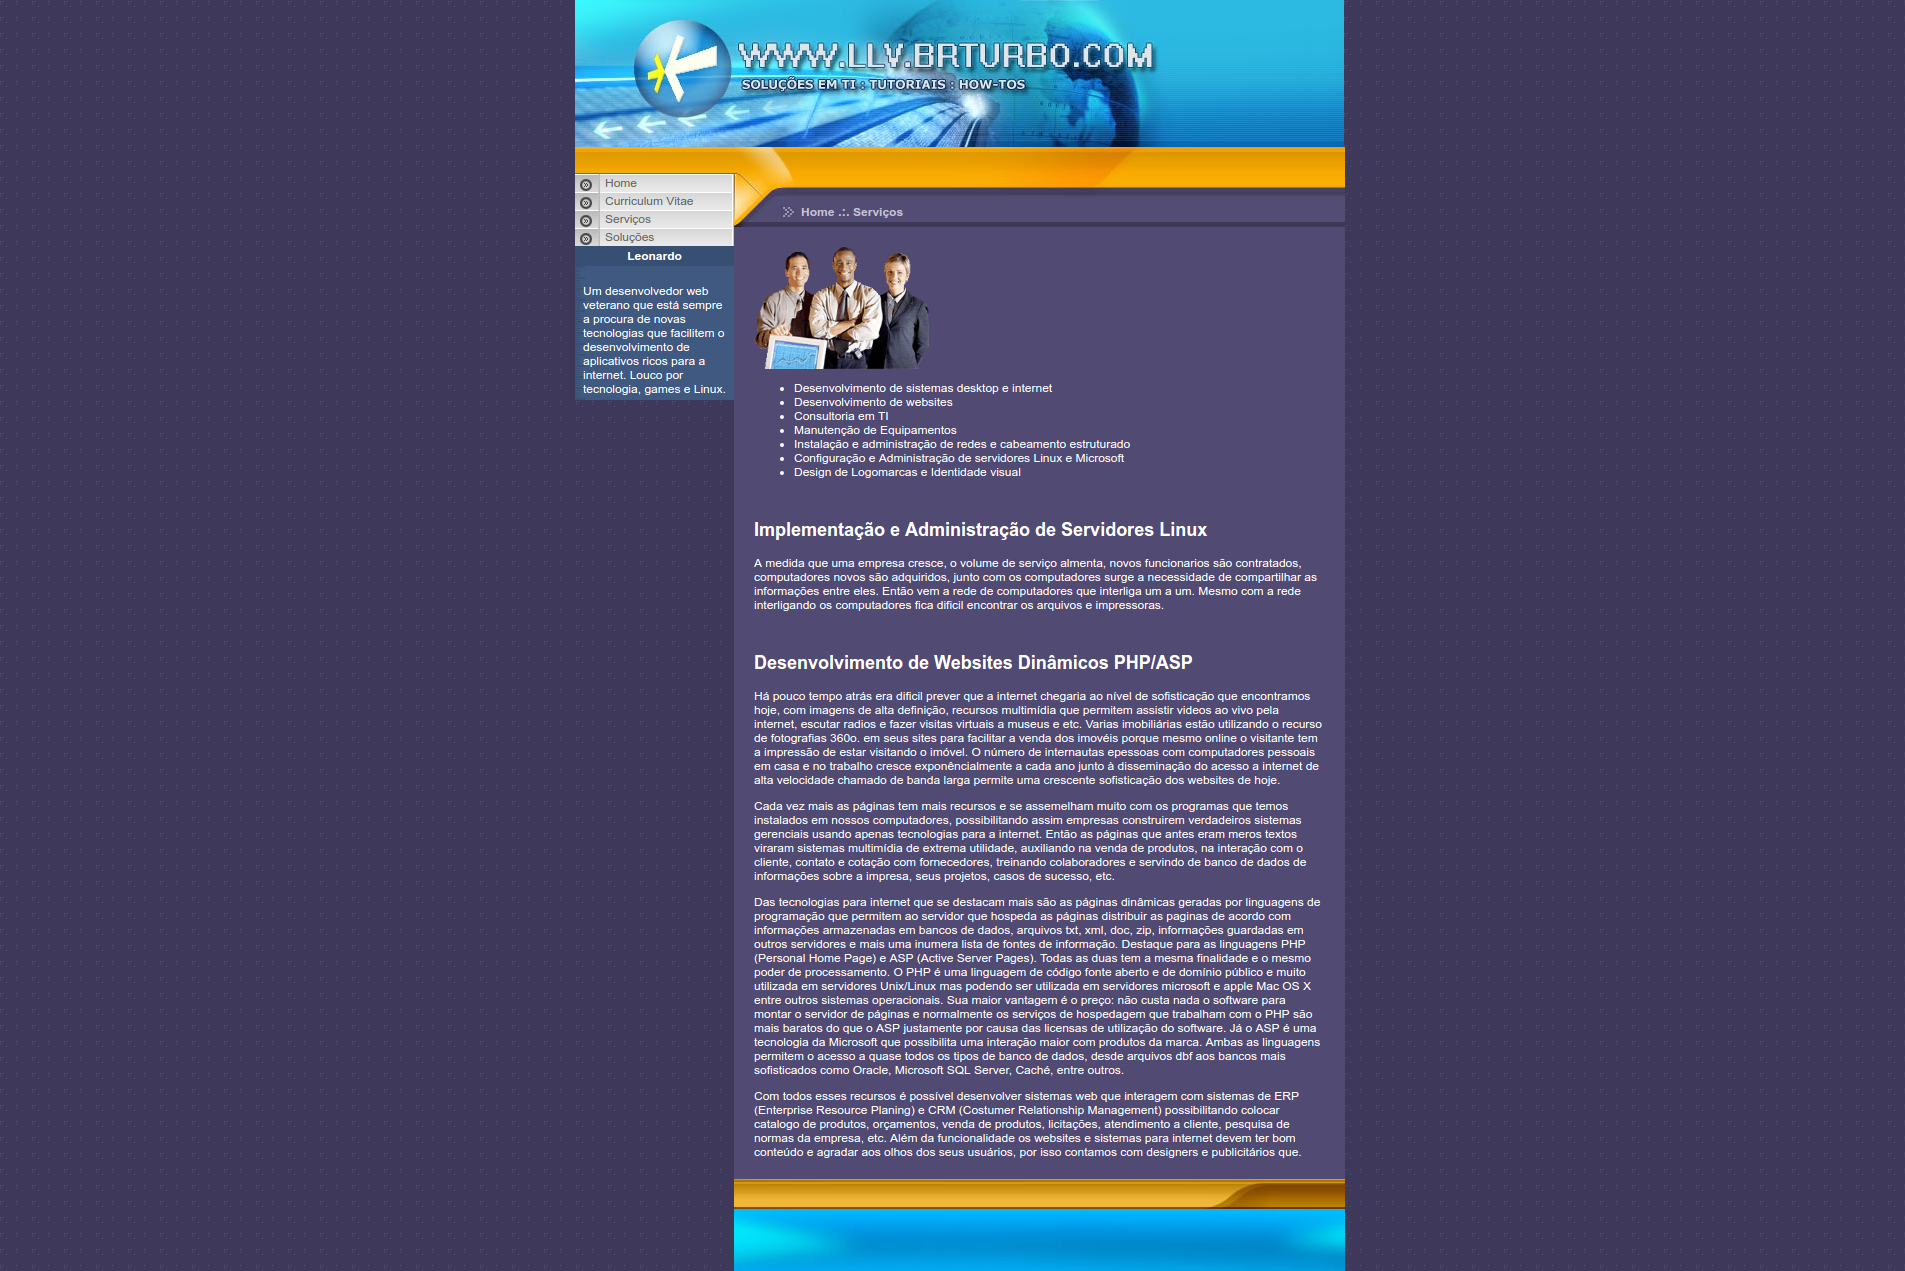 WWW.LLV.BRTURBO.COM
SOLUÇÕES EM TI : TUTORIAIS : HOW-TOS
Home
Curriculum Vitae
Serviços
Soluções
Leonardo
Um desenvolvedor web
veterano que está sempre
a procura de novas
tecnologias que facilitem o
desenvolvimento de
aplicativos ricos para a
internet. Louco por
tecnologia, games e Linux.
Home .:. Serviços
Desenvolvimento de sistemas desktop e internet
Desenvolvimento de websites
Consultoria em TI
Manutenção de Equipamentos
Instalação e administração de redes e cabeamento estruturado
Configuração e Administração de servidores Linux e Microsoft
Design de Logomarcas e Identidade visual
Implementação e Administração de Servidores Linux
A medida que uma empresa cresce, o volume de serviço almenta, novos funcionarios são contratados,
computadores novos são adquiridos, junto com os computadores surge a necessidade de compartilhar as
informações entre eles. Então vem a rede de computadores que interliga um a um. Mesmo com a rede
interligando os computadores fica dificil encontrar os arquivos e impressoras.
Desenvolvimento de Websites Dinâmicos PHP/ASP
Há pouco tempo atrás era dificil prever que a internet chegaria ao nível de sofisticação que encontramos
hoje, com imagens de alta definição, recursos multimídia que permitem assistir videos ao vivo pela
internet, escutar radios e fazer visitas virtuais a museus e etc. Varias imobiliárias estão utilizando o recurso
de fotografias 360o. em seus sites para facilitar a venda dos imovéis porque mesmo online o visitante tem
a impressão de estar visitando o imóvel. O número de internautas epessoas com computadores pessoais
em casa e no trabalho cresce exponêncialmente a cada ano junto à disseminação do acesso a internet de
alta velocidade chamado de banda larga permite uma crescente sofisticação dos websites de hoje.
Cada vez mais as páginas tem mais recursos e se assemelham muito com os programas que temos
instalados em nossos computadores, possibilitando assim empresas construirem verdadeiros sistemas
gerenciais usando apenas tecnologias para a internet. Então as páginas que antes eram meros textos
viraram sistemas multimídia de extrema utilidade, auxiliando na venda de produtos, na interação com o
cliente, contato e cotação com fornecedores, treinando colaboradores e servindo de banco de dados de
informações sobre a impresa, seus projetos, casos de sucesso, etc.
Das tecnologias para internet que se destacam mais são as páginas dinâmicas geradas por linguagens de
programação que permitem ao servidor que hospeda as páginas distribuir as paginas de acordo com
informações armazenadas em bancos de dados, arquivos txt, xml, doc, zip, informações guardadas em
outros servidores e mais uma inumera lista de fontes de informação. Destaque para as linguagens PHP
(Personal Home Page) e ASP (Active Server Pages). Todas as duas tem a mesma finalidade e o mesmo
poder de processamento. O PHP é uma linguagem de código fonte aberto e de domínio público e muito
utilizada em servidores Unix/Linux mas podendo ser utilizada em servidores microsoft e apple Mac OS X
entre outros sistemas operacionais. Sua maior vantagem é o preço: não custa nada o software para
montar o servidor de páginas e normalmente os serviços de hospedagem que trabalham com o PHP são
mais baratos do que o ASP justamente por causa das licensas de utilização do software. Já o ASP é uma
tecnologia da Microsoft que possibilita uma interação maior com produtos da marca. Ambas as linguagens
permitem o acesso a quase todos os tipos de banco de dados, desde arquivos dbf aos bancos mais
sofisticados como Oracle, Microsoft SQL Server, Caché, entre outros.
Com todos esses recursos é possível desenvolver sistemas web que interagem com sistemas de ERP
(Enterprise Resource Planing) e CRM (Costumer Relationship Management) possibilitando colocar
catalogo de produtos, orçamentos, venda de produtos, licitações, atendimento a cliente, pesquisa de
normas da empresa, etc. Além da funcionalidade os websites e sistemas para internet devem ter bom
conteúdo e agradar aos olhos dos seus usuários, por isso contamos com designers e publicitários que.